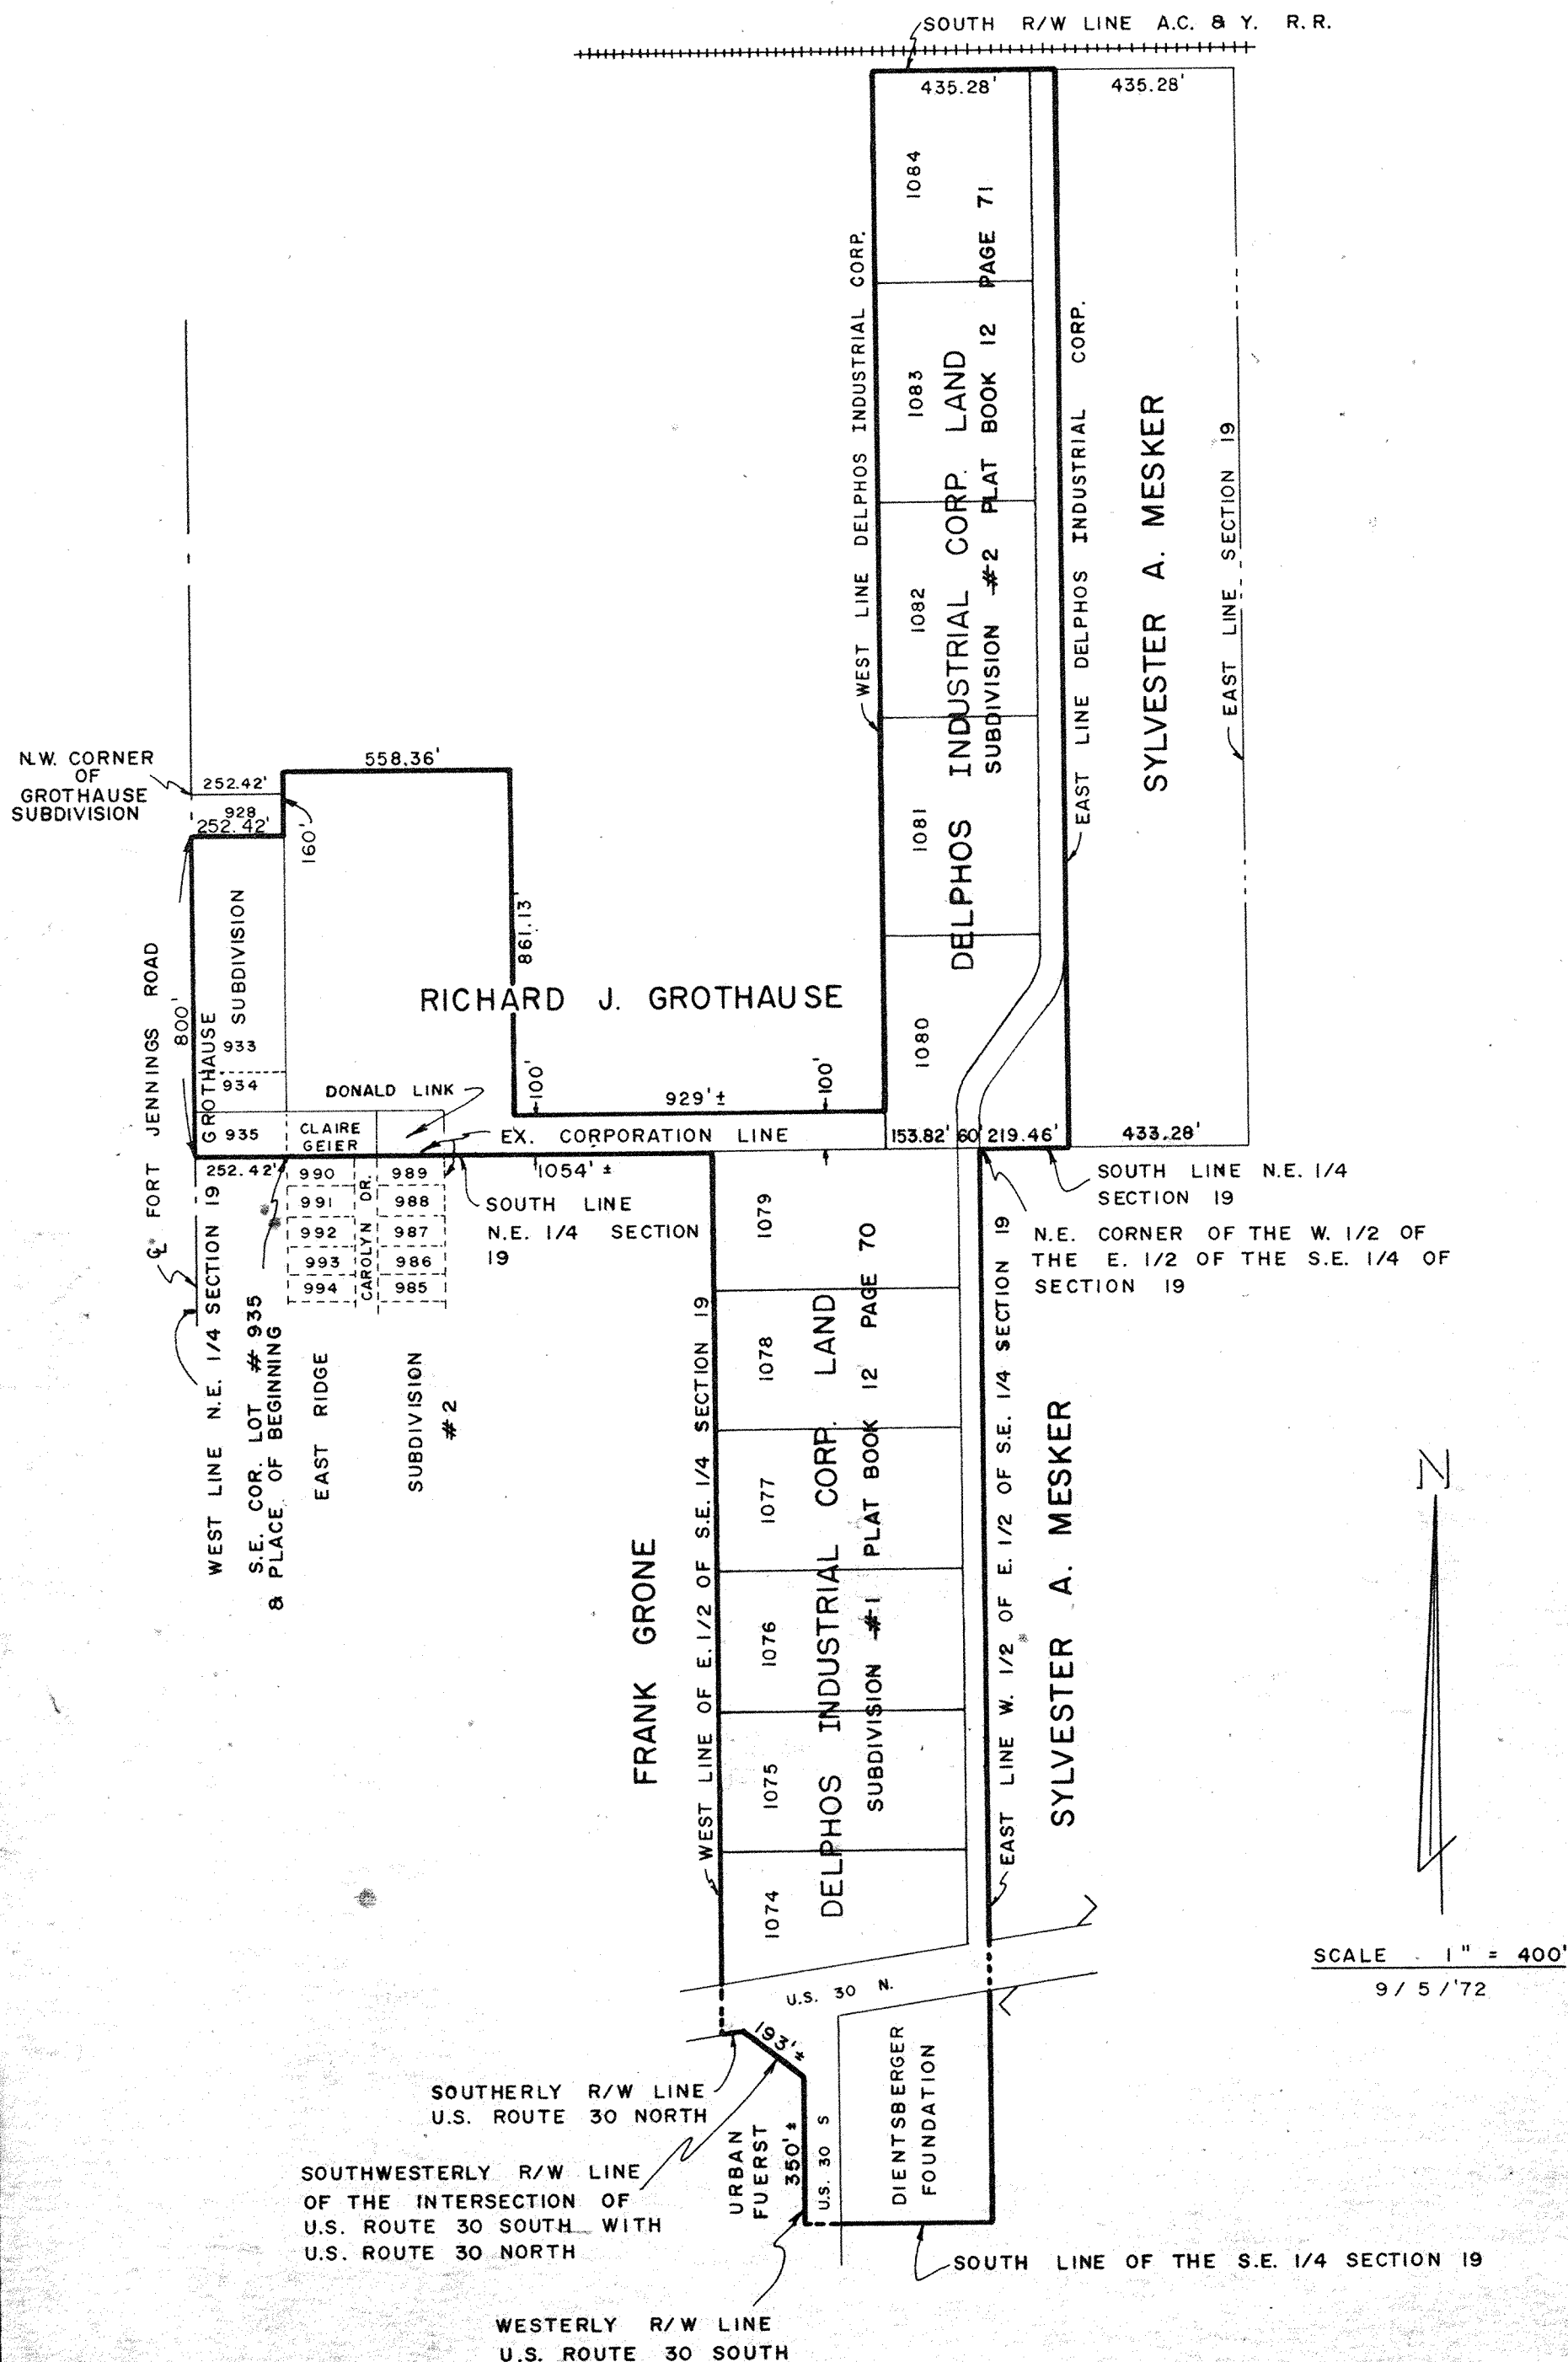 SOUTH R/W LINE A.C. & Y. R.R.
435.28'
435.28'
1084
1083
1082
1081
1080
WEST LINE DELPHOS INDUSTRIAL CORP.
DELPHOS INDUSTRIAL CORP. LAND
SUBDIVISION #2 PLAT BOOK 12 PAGE 71
EAST LINE DELPHOS INDUSTRIAL CORP.
SYLVESTER A. MESKER
EAST LINE SECTION 19
N.W. CORNER
OF
GROTHAUSE
SUBDIVISION
252.42'
928
252.42'
558.36'
160'
861.13'
FORT JENNINGS ROAD
800'
GROTHAUSE
SUBDIVISION
933
934
935
RICHARD J. GROTHAUSE
DONALD LINK
CLAIRE
GEIER
100'
929' ±
100'
EX. CORPORATION LINE
153.82'
60'
219.46'
433.28'
252.42'
1054' ±
SOUTH LINE
N.E. 1/4 SECTION
19
SOUTH LINE N.E. 1/4
SECTION 19
N.E. CORNER OF THE W. 1/2 OF
THE E. 1/2 OF THE S.E. 1/4 OF
SECTION 19
990
991
992
993
994
CAROLYN DR.
989
988
987
986
985
WEST LINE N.E. 1/4 SECTION 19
S.E. COR. LOT # 935
& PLACE OF BEGINNING
EAST RIDGE
SUBDIVISION
#2
FRANK GRONE
WEST LINE OF E. 1/2 OF S.E. 1/4 SECTION 19
1079
1078
1077
1076
1075
1074
DELPHOS INDUSTRIAL CORP. LAND
SUBDIVISION #1 PLAT BOOK 12 PAGE 70
EAST LINE W. 1/2 OF E. 1/2 OF S.E. 1/4 SECTION 19
SYLVESTER A. MESKER
N
SCALE 1" = 400'
9/5/'72
U.S. 30 N.
193' ±
SOUTHERLY R/W LINE
U.S. ROUTE 30 NORTH
SOUTHWESTERLY R/W LINE
OF THE INTERSECTION OF
U.S. ROUTE 30 SOUTH WITH
U.S. ROUTE 30 NORTH
URBAN
FUERST
350' ±
U.S. 30 S
DIENTSBERGER
FOUNDATION
SOUTH LINE OF THE S.E. 1/4 SECTION 19
WESTERLY R/W LINE
U.S. ROUTE 30 SOUTH